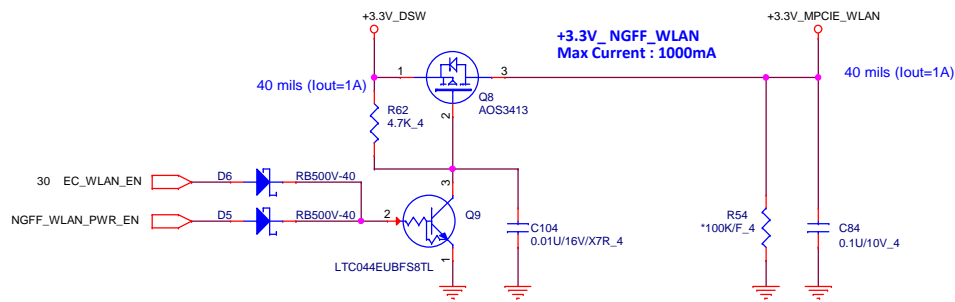 +3.3V_DSW
+3.3V_MPCIE_WLAN
+3.3V_ NGFF_WLAN
Max Current : 1000mA
1
3
40 mils (Iout=1A)
40 mils (Iout=1A)
Q8
AOS3413
R62
4.7K_4
2
30 EC_WLAN_EN
D6
RB500V-40
3
NGFF_WLAN_PWR_EN
D5
RB500V-40
2
Q9
C104
0.01U/16V/X7R_4
R54
*100K/F_4
C84
0.1U/10V_4
LTC044EUBFS8TL
1